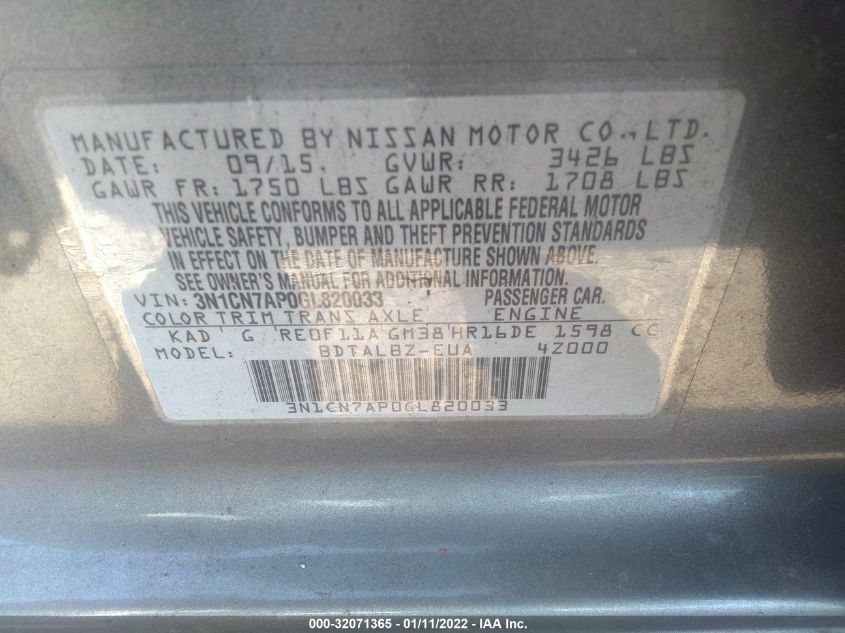 MANUFACTURED BY NISSAN MOTOR CO., LTD.
DATE: 09/15. GVWR: 3426 LBS
GAWR FR: 1750 LBS GAWR RR: 1708 LBS
THIS VEHICLE CONFORMS TO ALL APPLICABLE FEDERAL MOTOR
VEHICLE SAFETY, BUMPER AND THEFT PREVENTION STANDARDS
IN EFFECT ON THE DATE OF MANUFACTURE SHOWN ABOVE.
SEE OWNER'S MANUAL FOR ADDITIONAL INFORMATION.
VIN: 3N1CN7AP0GL820033 PASSENGER CAR.
COLOR TRIM TRANS AXLE ENGINE
KAD G RE0F11A GM38 HR16DE 1598 CC
MODEL: BDTALBZ-EUA 4Z000
3N1CN7AP0GL820033
000-32071365 - 01/11/2022 - IAA Inc.